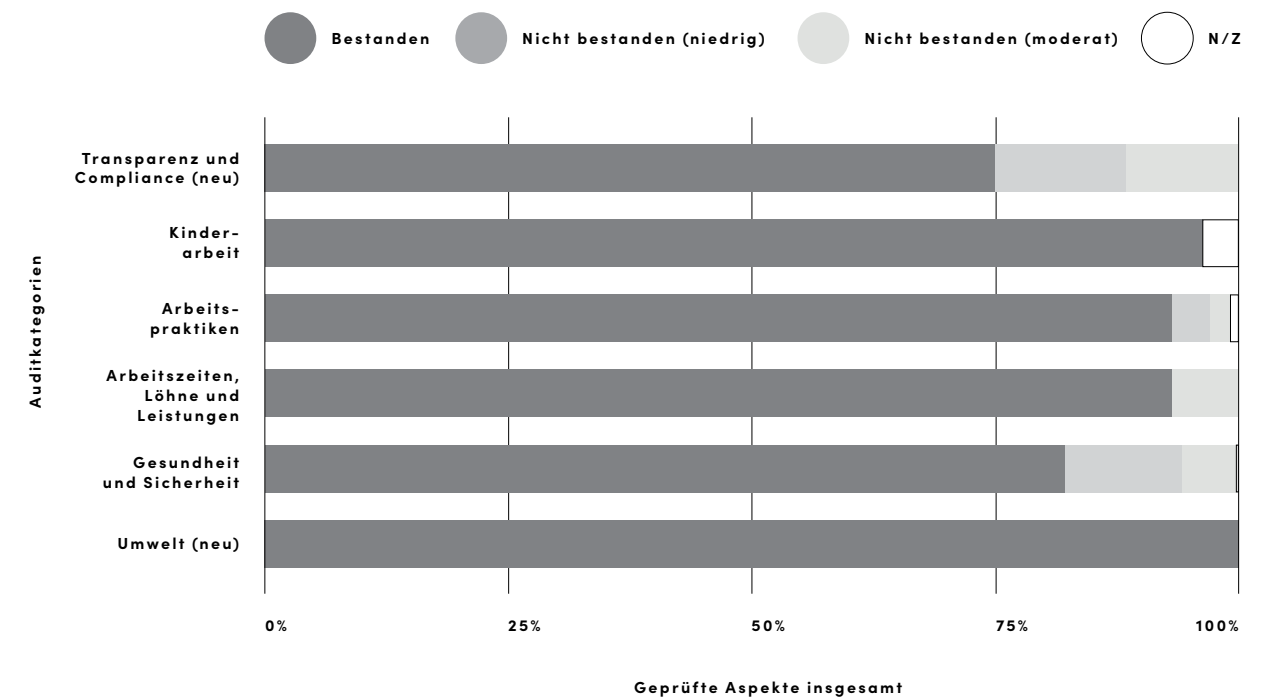 Bestanden
Nicht bestanden (niedrig)
Nicht bestanden (moderat)
N/Z
Auditkategorien
Transparenz und
Compliance (neu)
Kinder-
arbeit
Arbeits-
praktiken
Arbeitszeiten,
Löhne und
Leistungen
Gesundheit
und Sicherheit
Umwelt (neu)
0%
25%
50%
75%
100%
Geprüfte Aspekte insgesamt